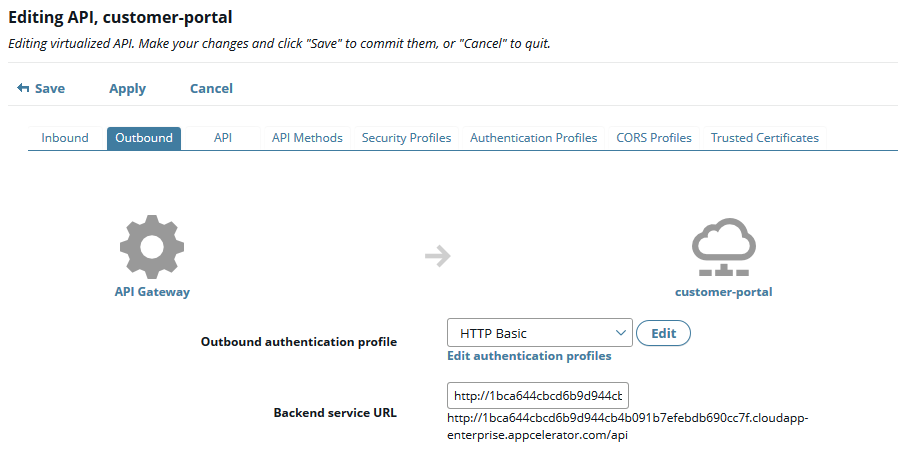 Editing API, customer-portal
Editing virtualized API. Make your changes and click "Save" to commit them, or "Cancel" to quit.
Save Apply Cancel
Inbound Outbound API API Methods Security Profiles Authentication Profiles CORS Profiles Trusted Certificates
API Gateway customer-portal
Outbound authentication profile HTTP Basic Edit
Edit authentication profiles
Backend service URL http://1bca644cbcd6b9d944cb
http://1bca644cbcd6b9d944cb4b091b7efebdb690cc7f.cloudapp-
enterprise.appcelerator.com/api